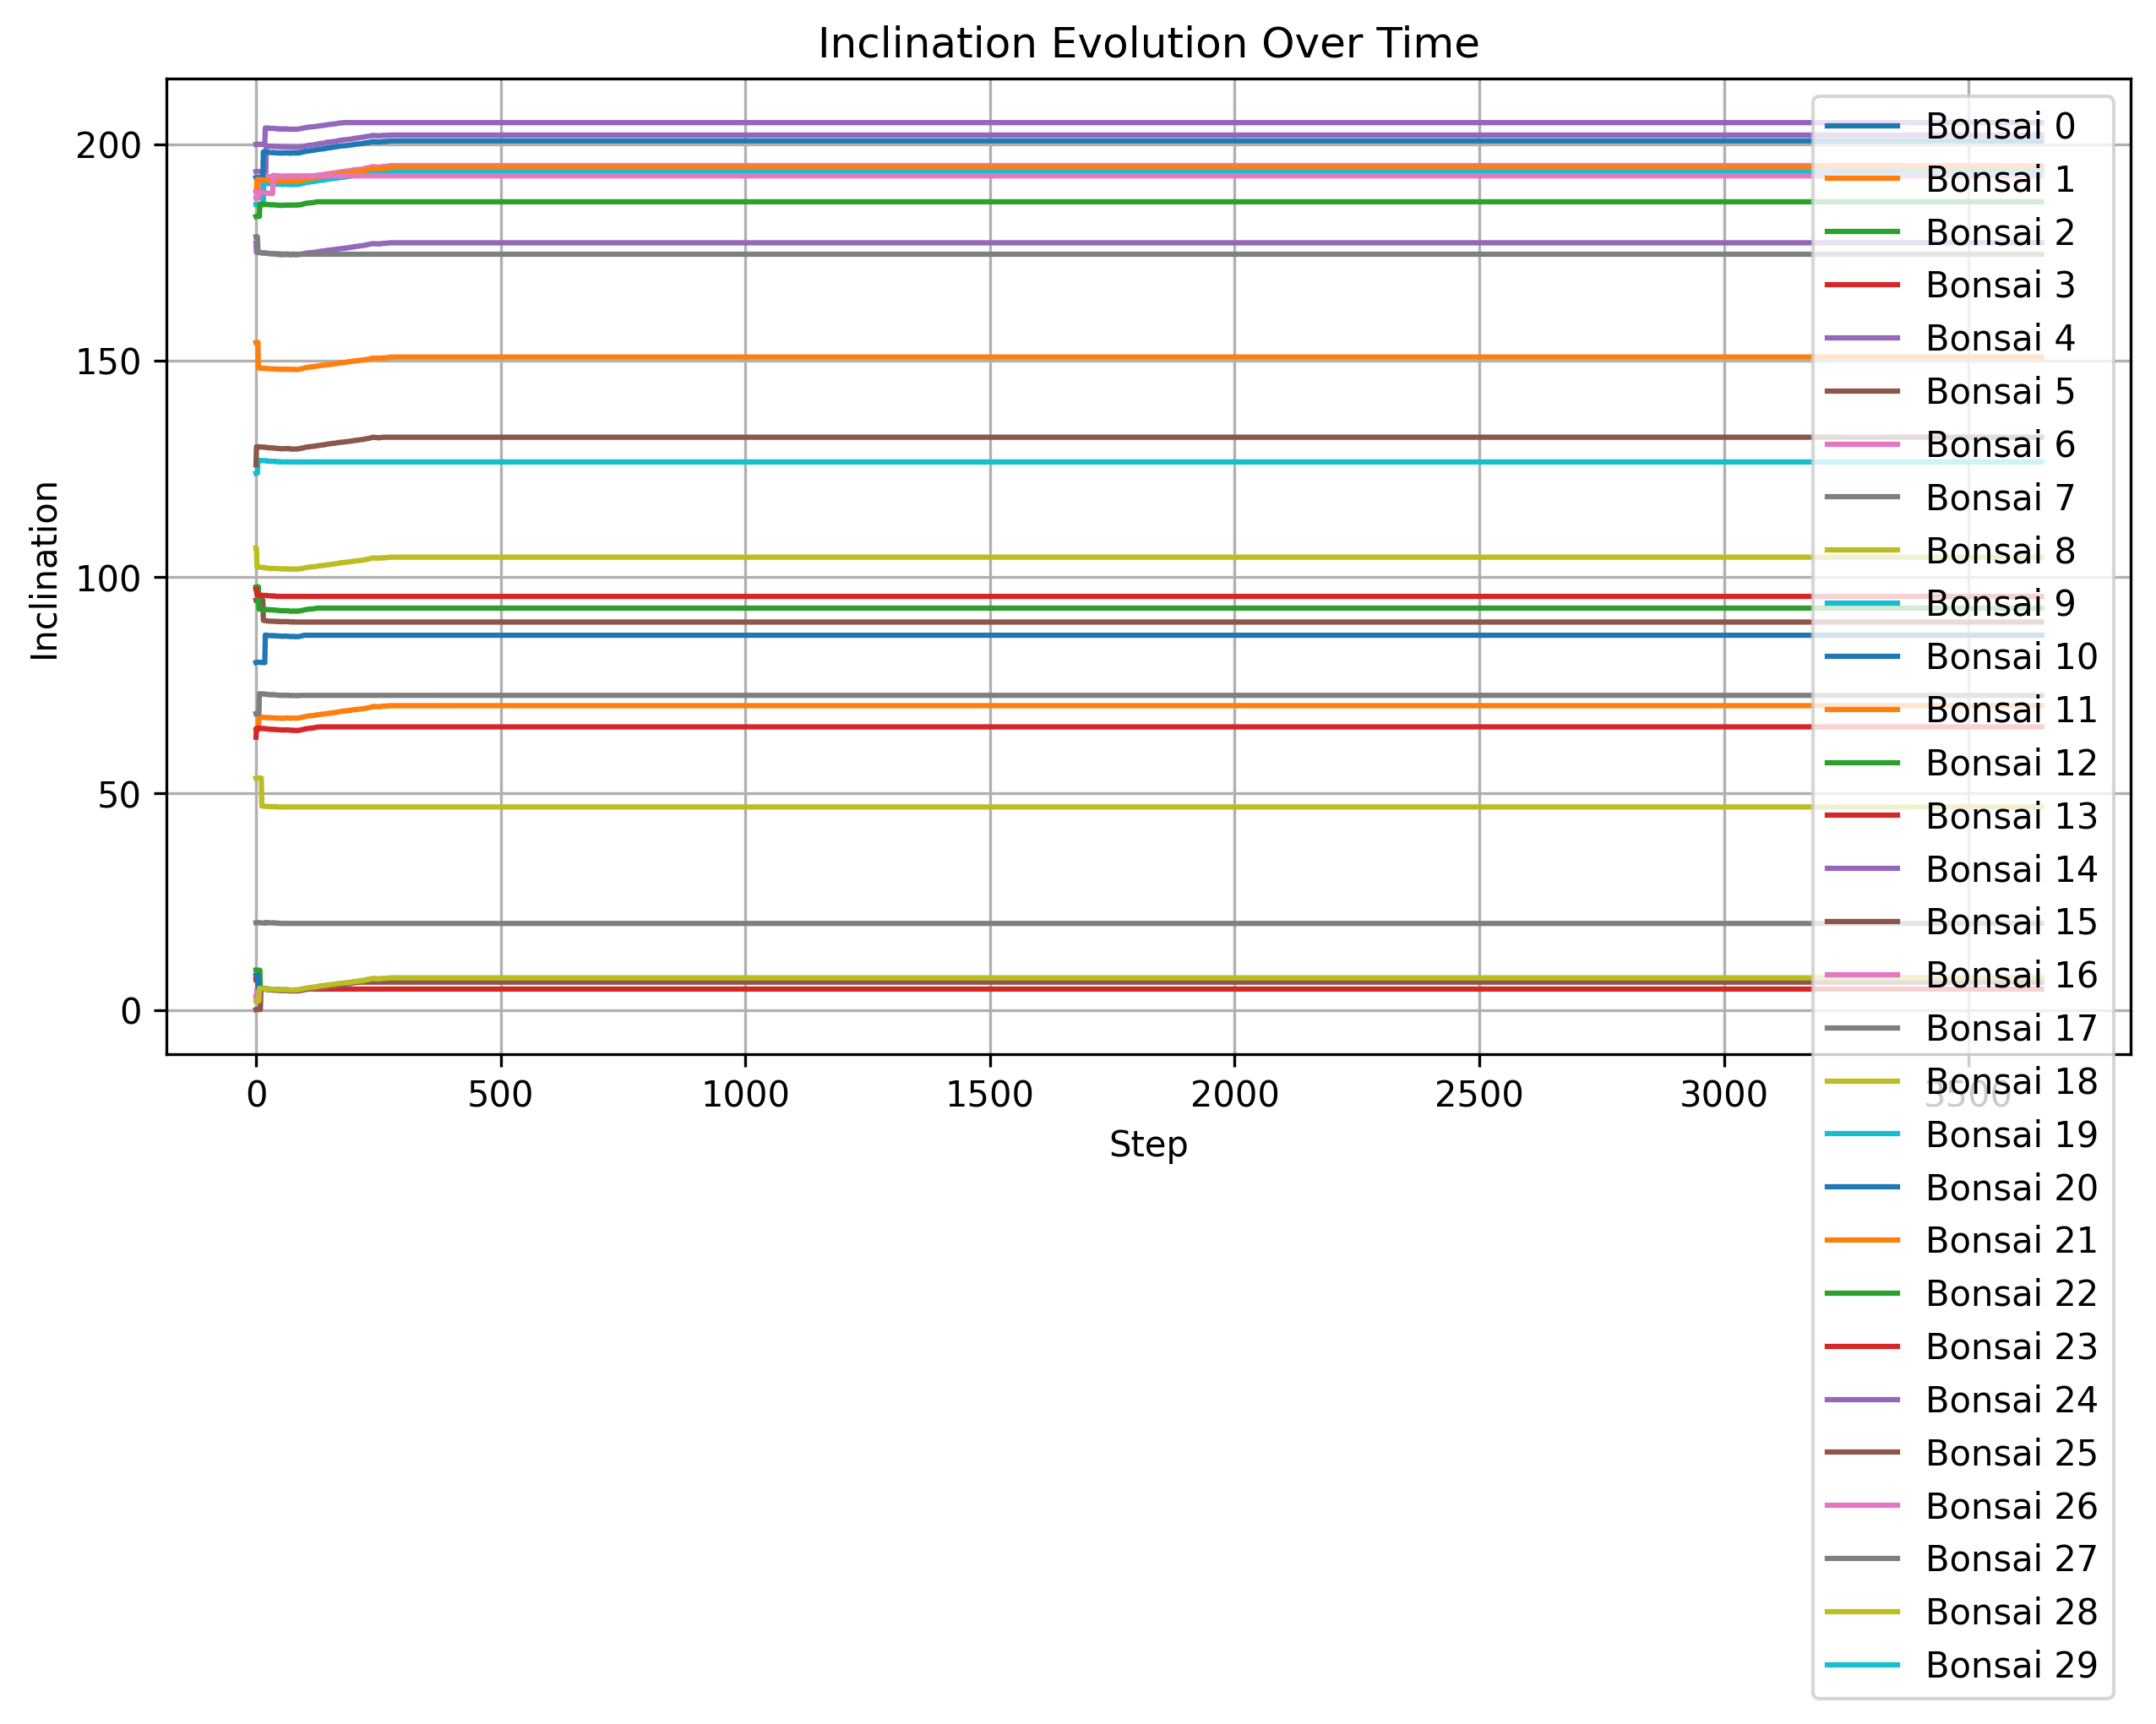 Inclination Evolution Over Time
Inclination
200
150
100
50
0
0 500 1000 1500 2000 2500 3000 3500
Step
Bonsai 0
Bonsai 1
Bonsai 2
Bonsai 3
Bonsai 4
Bonsai 5
Bonsai 6
Bonsai 7
Bonsai 8
Bonsai 9
Bonsai 10
Bonsai 11
Bonsai 12
Bonsai 13
Bonsai 14
Bonsai 15
Bonsai 16
Bonsai 17
Bonsai 18
Bonsai 19
Bonsai 20
Bonsai 21
Bonsai 22
Bonsai 23
Bonsai 24
Bonsai 25
Bonsai 26
Bonsai 27
Bonsai 28
Bonsai 29